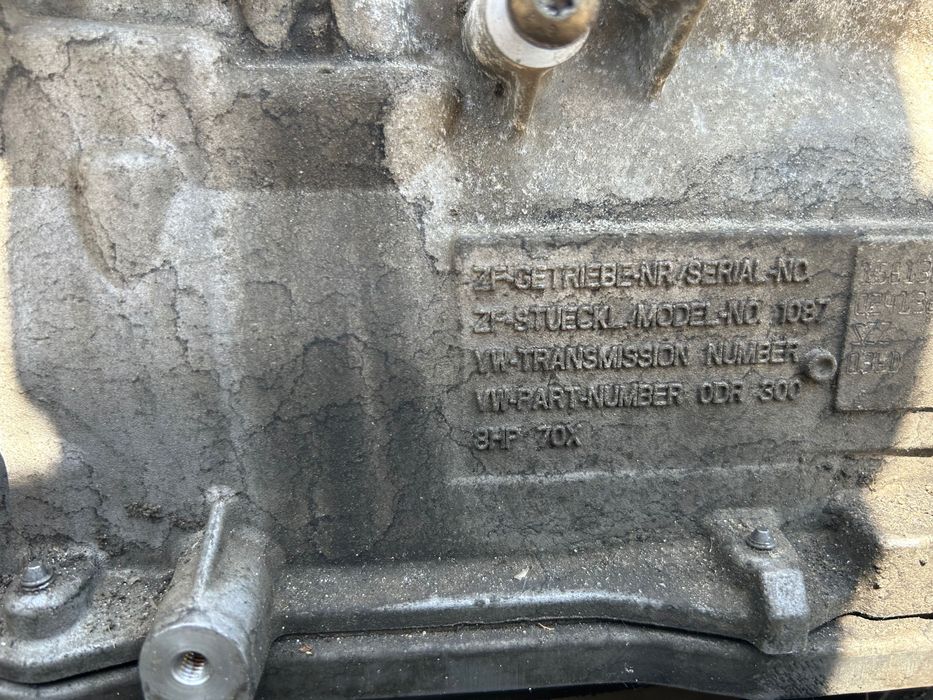 ZF-GETRIEBE-NR./SERIAL-NO.
ZF-STUECKL./MODEL-NO. 1087
VW-TRANSMISSION NUMBER
VW-PART-NUMBER 0DR 300
8HP 70X